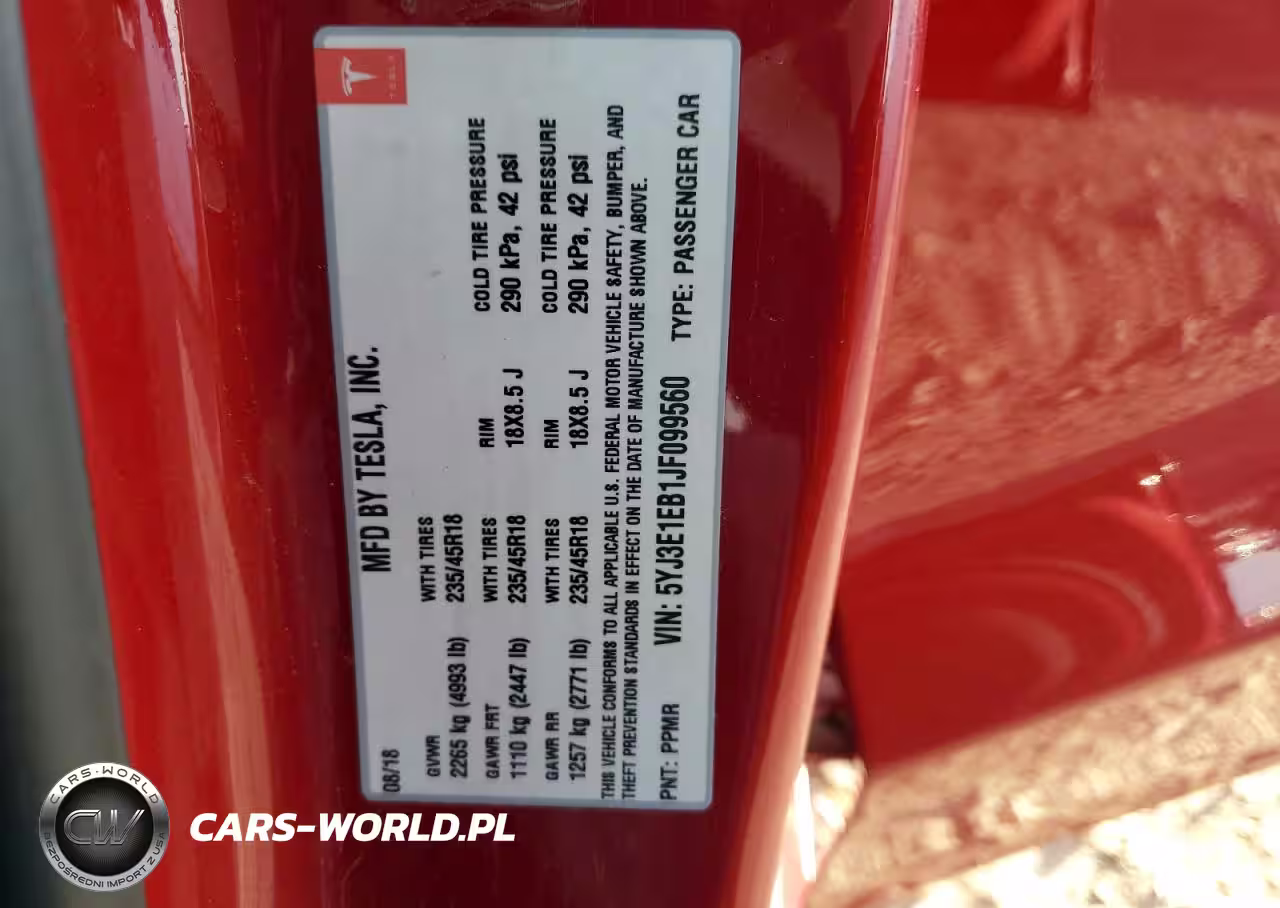 TESLA
MFD BY TESLA, INC.
08/18
GVWR WITH TIRES
2265 kg (4993 lb) 235/45R18
GAWR FRT WITH TIRES RIM COLD TIRE PRESSURE
1110 kg (2447 lb) 235/45R18 18X8.5 J 290 kPa, 42 psi
GAWR RR WITH TIRES RIM COLD TIRE PRESSURE
1257 kg (2771 lb) 235/45R18 18X8.5 J 290 kPa, 42 psi
THIS VEHICLE CONFORMS TO ALL APPLICABLE U.S. FEDERAL MOTOR VEHICLE SAFETY, BUMPER, AND
THEFT PREVENTION STANDARDS IN EFFECT ON THE DATE OF MANUFACTURE SHOWN ABOVE.
PNT: PPMR VIN: 5YJ3E1EB1JF099560 TYPE: PASSENGER CAR
CARS-WORLD
CW
BEZPOŚREDNI IMPORT Z USA
CARS-WORLD.PL